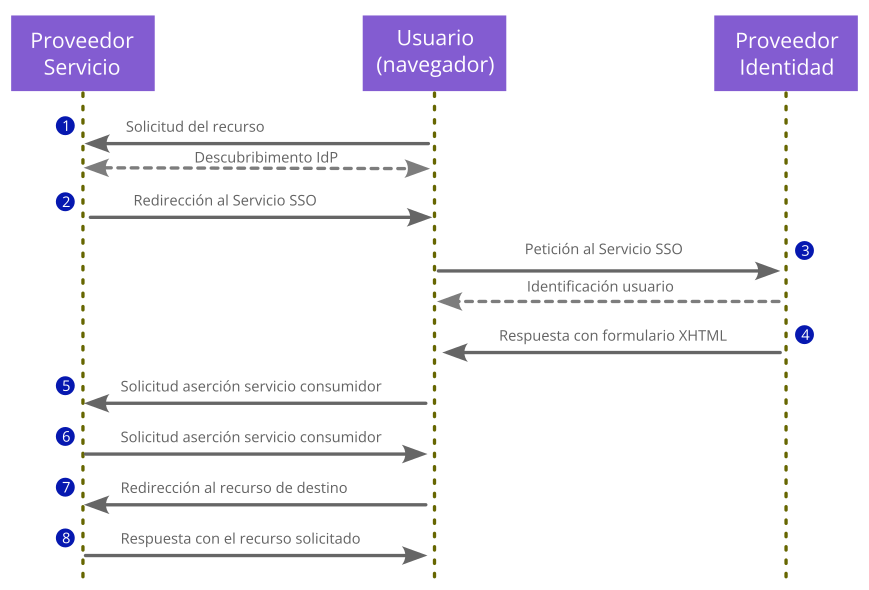 Proveedor
Servicio
Usuario
(navegador)
Proveedor
Identidad
1
Solicitud del recurso
Descubribimento IdP
2
Redirección al Servicio SSO
Petición al Servicio SSO
3
Identificación usuario
Respuesta con formulario XHTML
4
5
Solicitud aserción servicio consumidor
6
Solicitud aserción servicio consumidor
7
Redirección al recurso de destino
8
Respuesta con el recurso solicitado